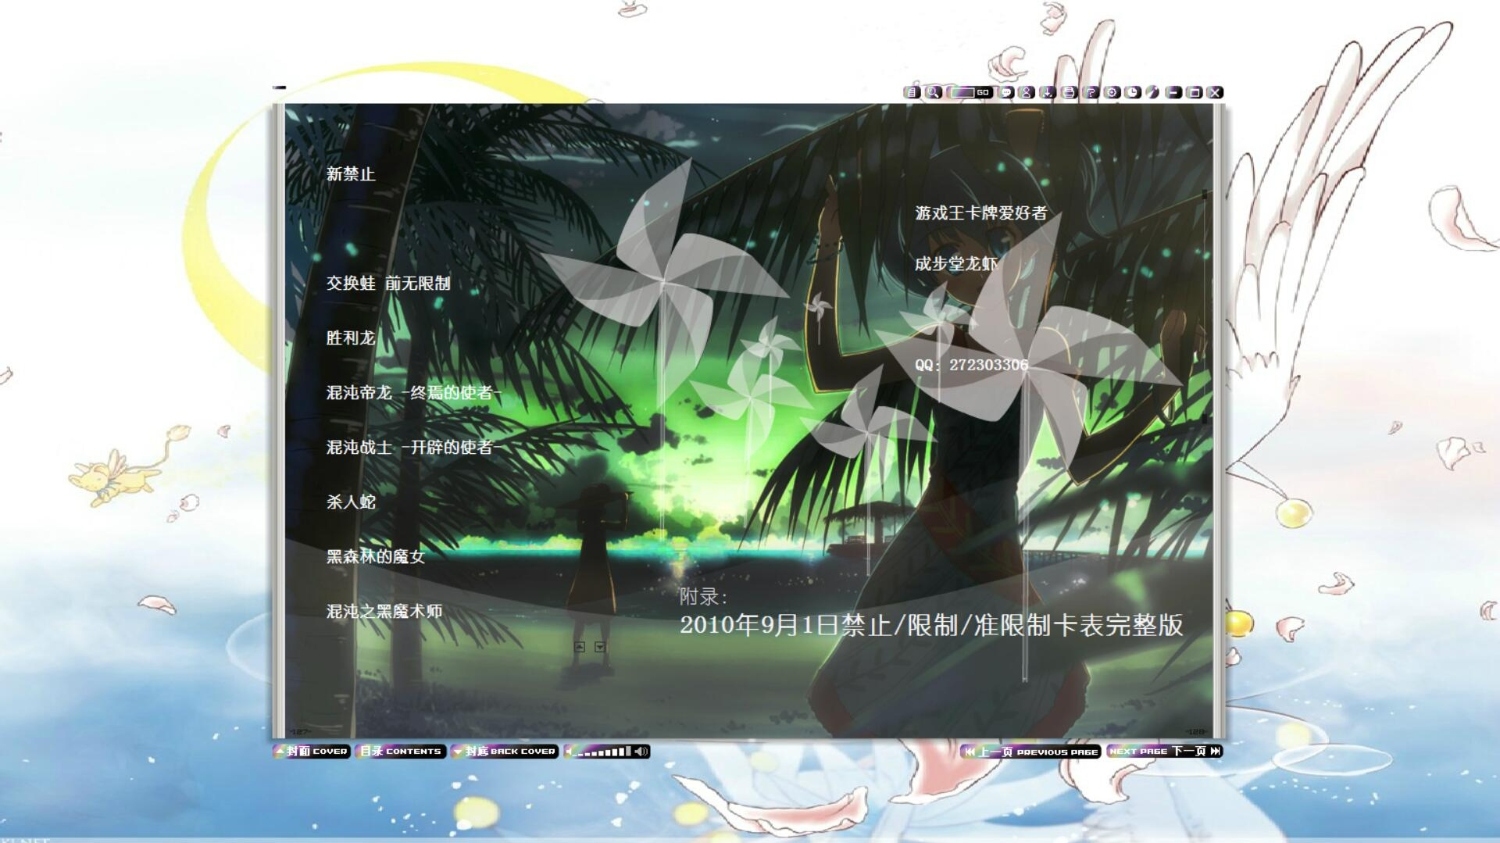 GO
新禁止
交换蛙 前无限制
胜利龙
混沌帝龙 -终焉的使者-
混沌战士 -开辟的使者-
杀人蛇
黑森林的魔女
混沌之黑魔术师
游戏王卡牌爱好者
成步堂龙虾
QQ: 272303306
附录:
2010年9月1日禁止/限制/准限制卡表完整版
封面 COVER
目录 CONTENTS
封底 BACK COVER
上一页 PREVIOUS PAGE
NEXT PAGE 下一页